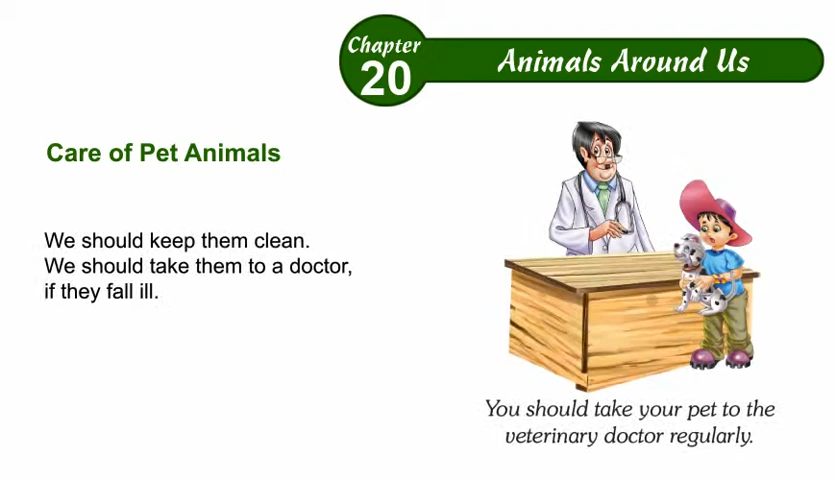 Chapter
20
Animals Around Us
Care of Pet Animals
We should keep them clean.
We should take them to a doctor,
if they fall ill.
You should take your pet to the
veterinary doctor regularly.